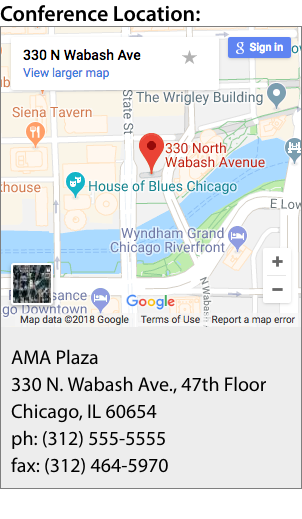 Conference Location:
330 N Wabash Ave
View larger map
Sign in
The Wrigley Building
State St
Siena Tavern
330 North
Wabash Avenue
khouse
House of Blues Chicago
E Low
Wyndham Grand
Chicago Riverfront
N Wabas
sance
go Downtown
Google
+
−
Map data ©2018 Google
Terms of Use
Report a map error
AMA Plaza
330 N. Wabash Ave., 47th Floor
Chicago, IL 60654
ph: (312) 555-5555
fax: (312) 464-5970